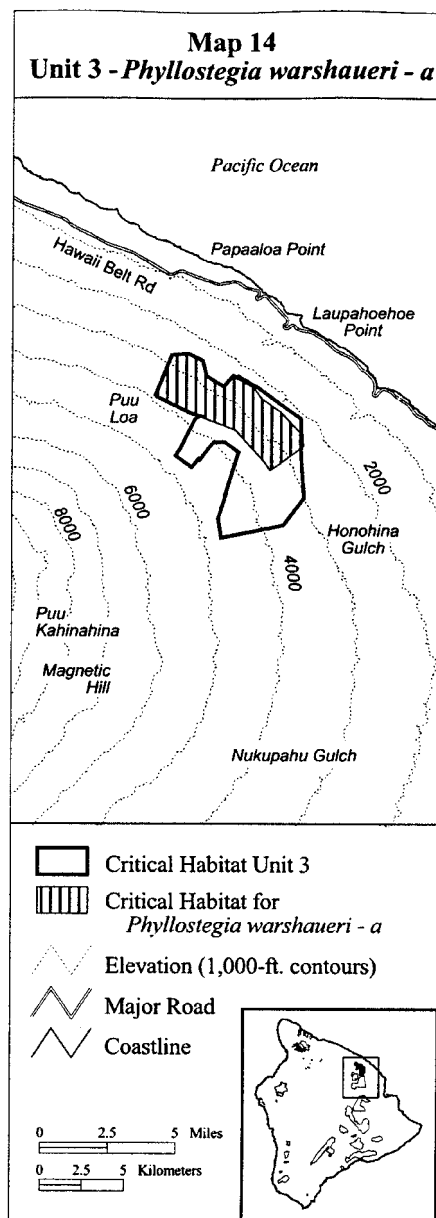 Map 14
Unit 3 - Phyllostegia warshaueri - a
Pacific Ocean
Papaaloa Point
Hawaii Belt Rd
Laupahoehoe
Point
Puu
Loa
2000
6000
8000
Honohina
Gulch
4000
Puu
Kahinahina
Magnetic
Hill
Nukupahu Gulch
Critical Habitat Unit 3
Critical Habitat for
Phyllostegia warshaueri - a
Elevation (1,000-ft. contours)
Major Road
Coastline
0 2.5 5 Miles
0 2.5 5 Kilometers